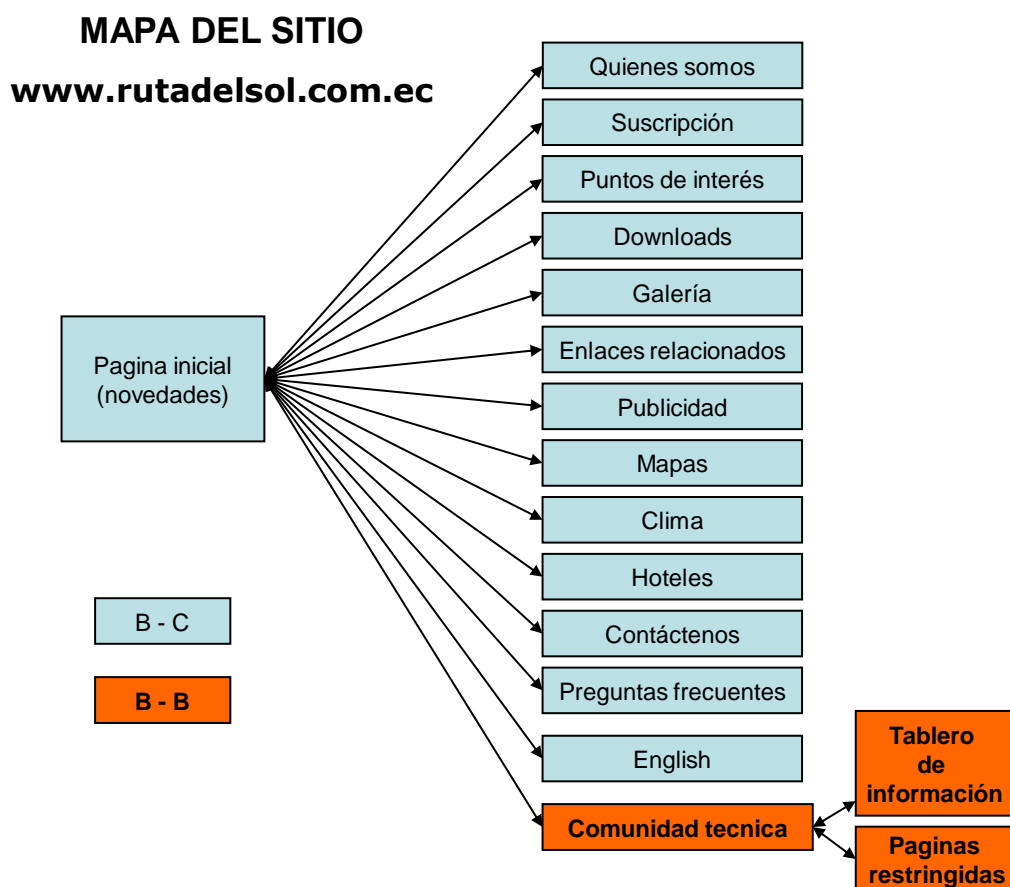 MAPA DEL SITIO
www.rutadelsol.com.ec
Quienes somos
Suscripción
Puntos de interés
Downloads
Galería
Enlaces relacionados
Publicidad
Mapas
Clima
Hoteles
Contáctenos
Preguntas frecuentes
English
Comunidad tecnica
Pagina inicial
(novedades)
B - C
B - B
Tablero
de
información
Paginas
restringidas